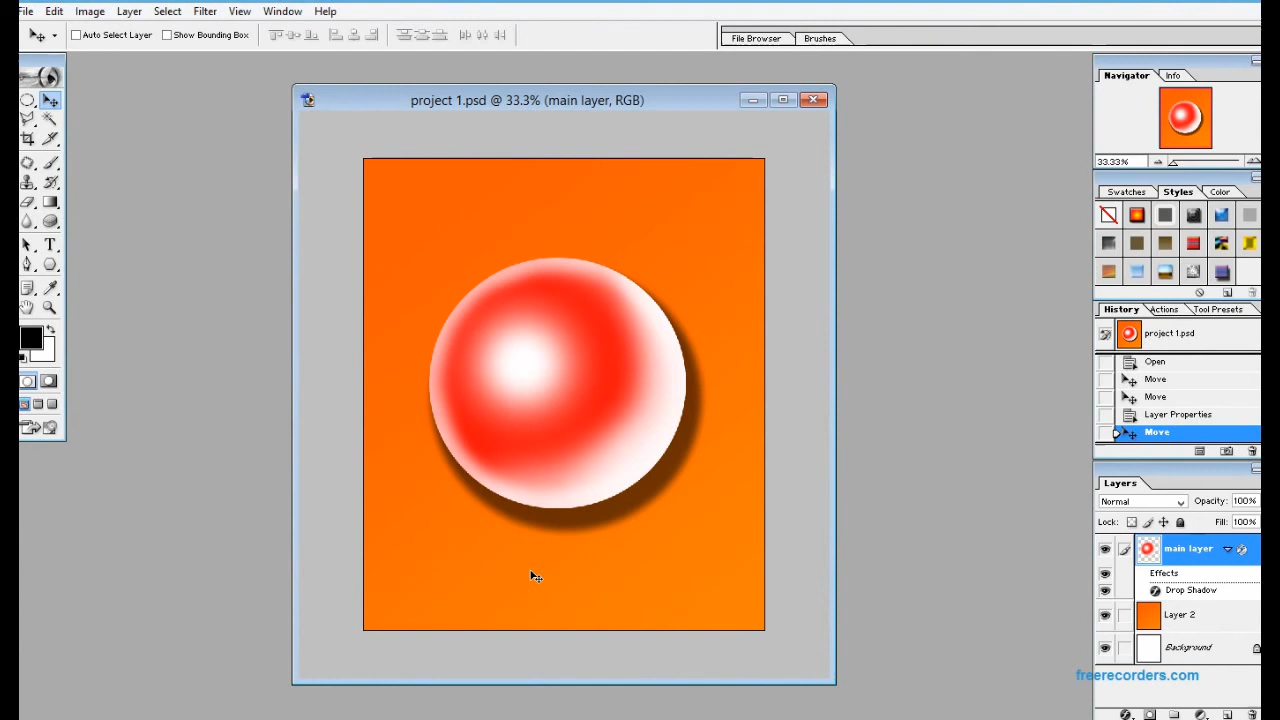 File Edit Image Layer Select Filter View Window Help
Auto Select Layer Show Bounding Box File Browser Brushes
project 1.psd @ 33.3% (main layer, RGB)
Navigator Info
33.33%
Swatches Styles Color
History Actions Tool Presets
project 1.psd
Open
Move
Move
Layer Properties
Move
Layers
Normal Opacity: 100%
Lock: Fill: 100%
main layer
Effects
Drop Shadow
Layer 2
Background
freerecorders.com
T